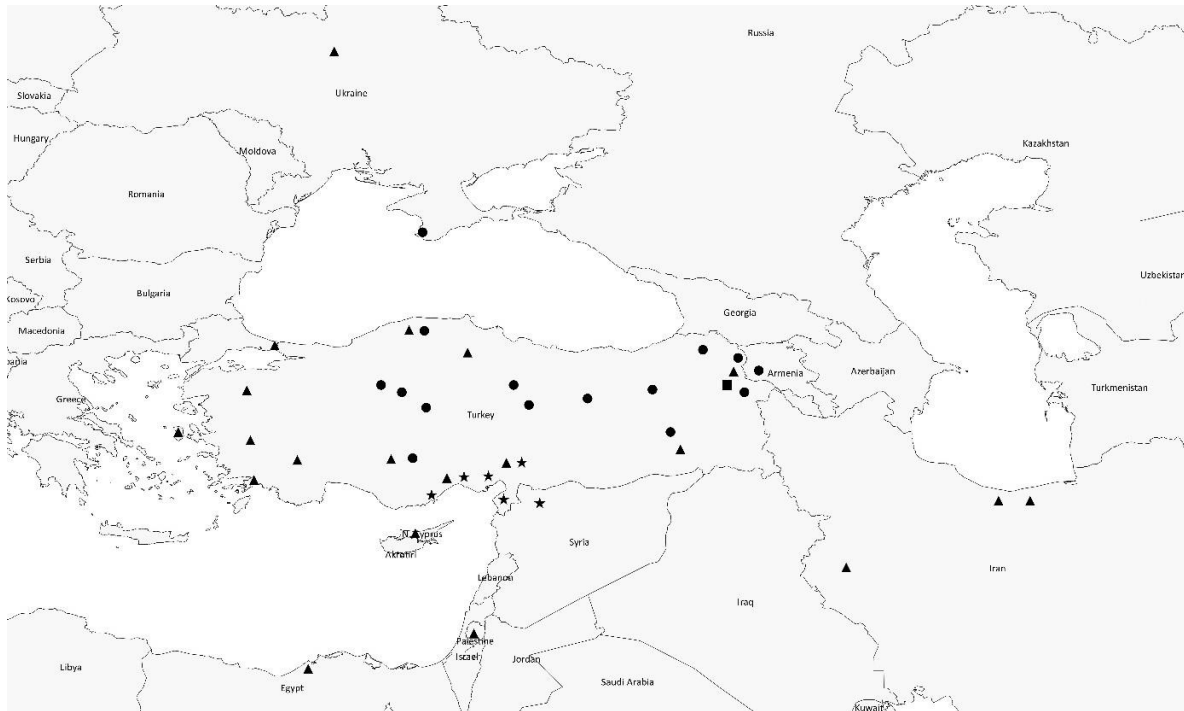 Russia
Ukraine
Slovakia
Hungary
Moldova
Kazakhstan
Romania
Serbia
Uzbekistan
Bulgaria
Kosovo
Georgia
Macedonia
Armenia
Azerbaijan
Turkmenistan
Greece
Turkey
N. Cyprus
Syria
Akrotiri
Lebanon
Iran
Iraq
Palestine
Israel
Jordan
Libya
Saudi Arabia
Egypt
Kuwait